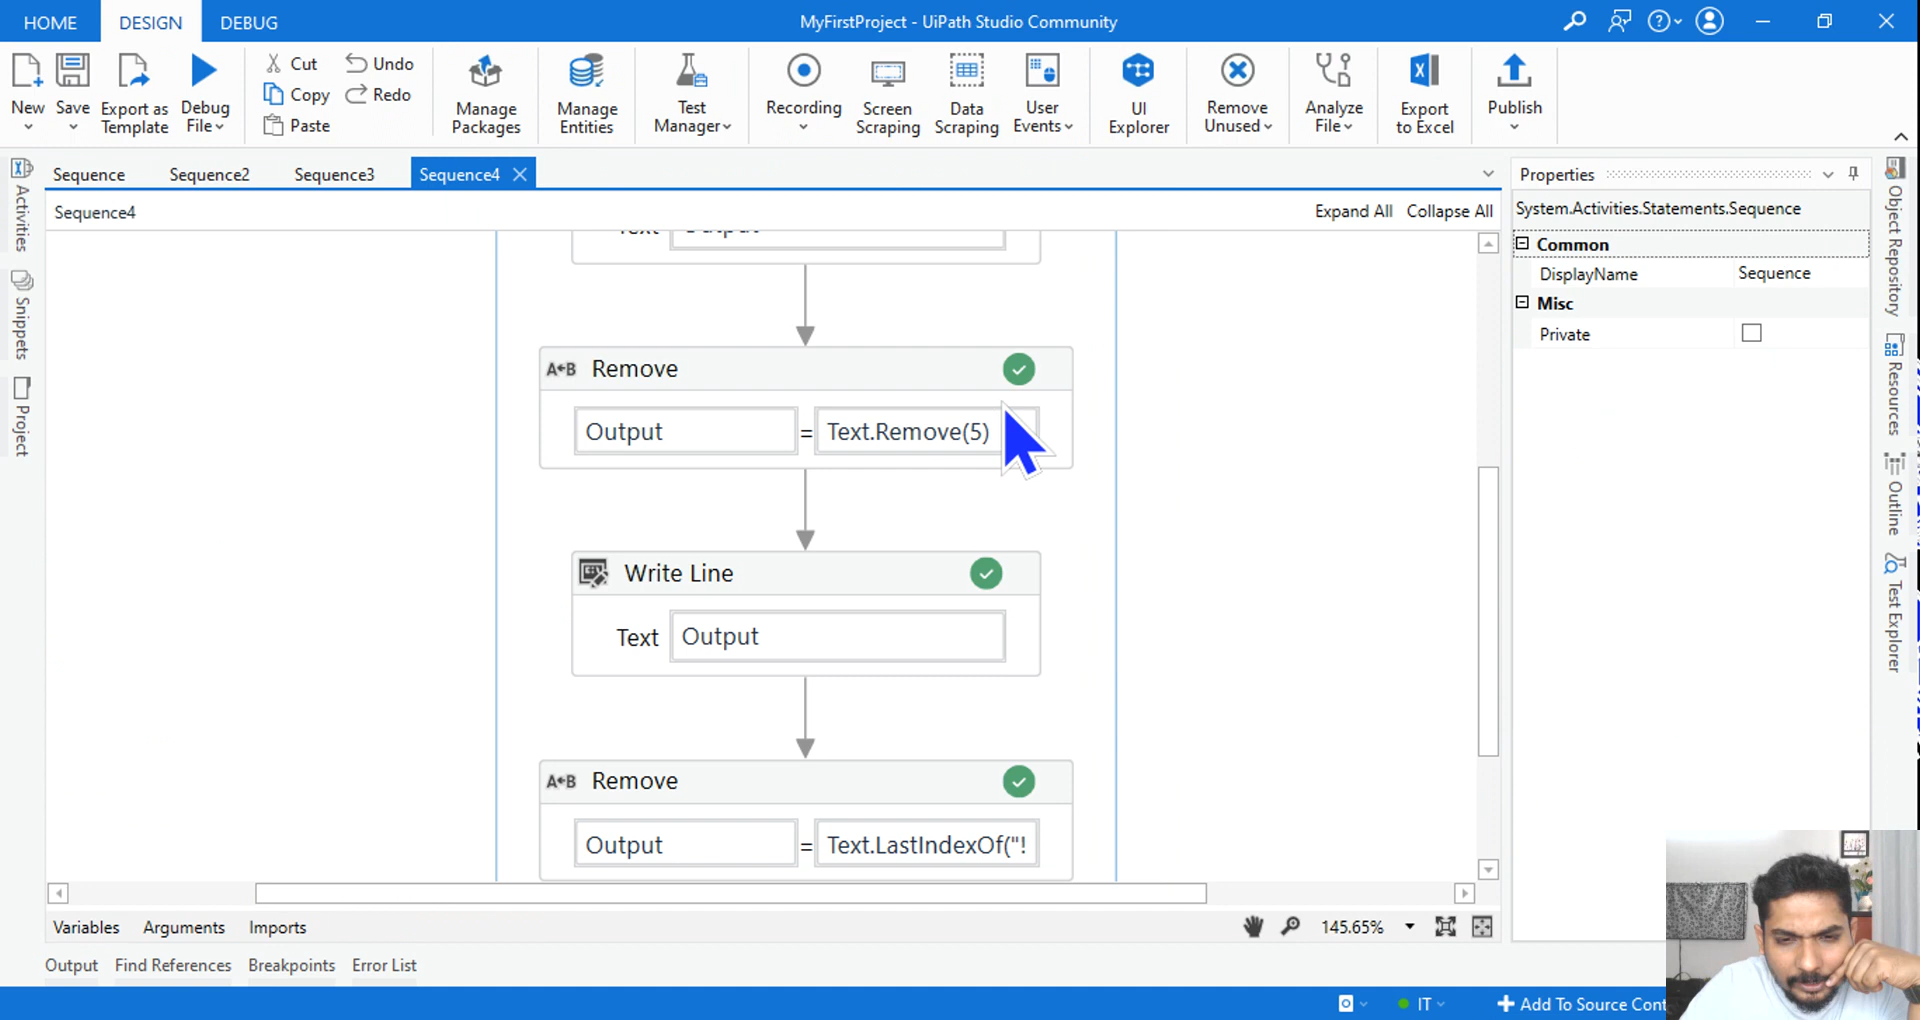 HOME DESIGN DEBUG MyFirstProject - UiPath Studio Community
New Save Export as Template Debug File Cut Copy Paste Undo Redo Manage Packages Manage Entities Test Manager Recording Screen Scraping Data Scraping User Events UI Explorer Remove Unused Analyze File Export to Excel Publish
Sequence Sequence2 Sequence3 Sequence4 Properties
Sequence4 Expand All Collapse All System.Activities.Statements.Sequence
Common
DisplayName Sequence
Misc
Private
Activities
Snippets
Project
Object Repository
Resources
Outline
Test Explorer
Text Output
A B Remove
Output = Text.Remove(5)
Write Line
Text Output
A B Remove
Output = Text.LastIndexOf("!
Variables Arguments Imports 145.65%
Output Find References Breakpoints Error List
IT Add To Source Cont